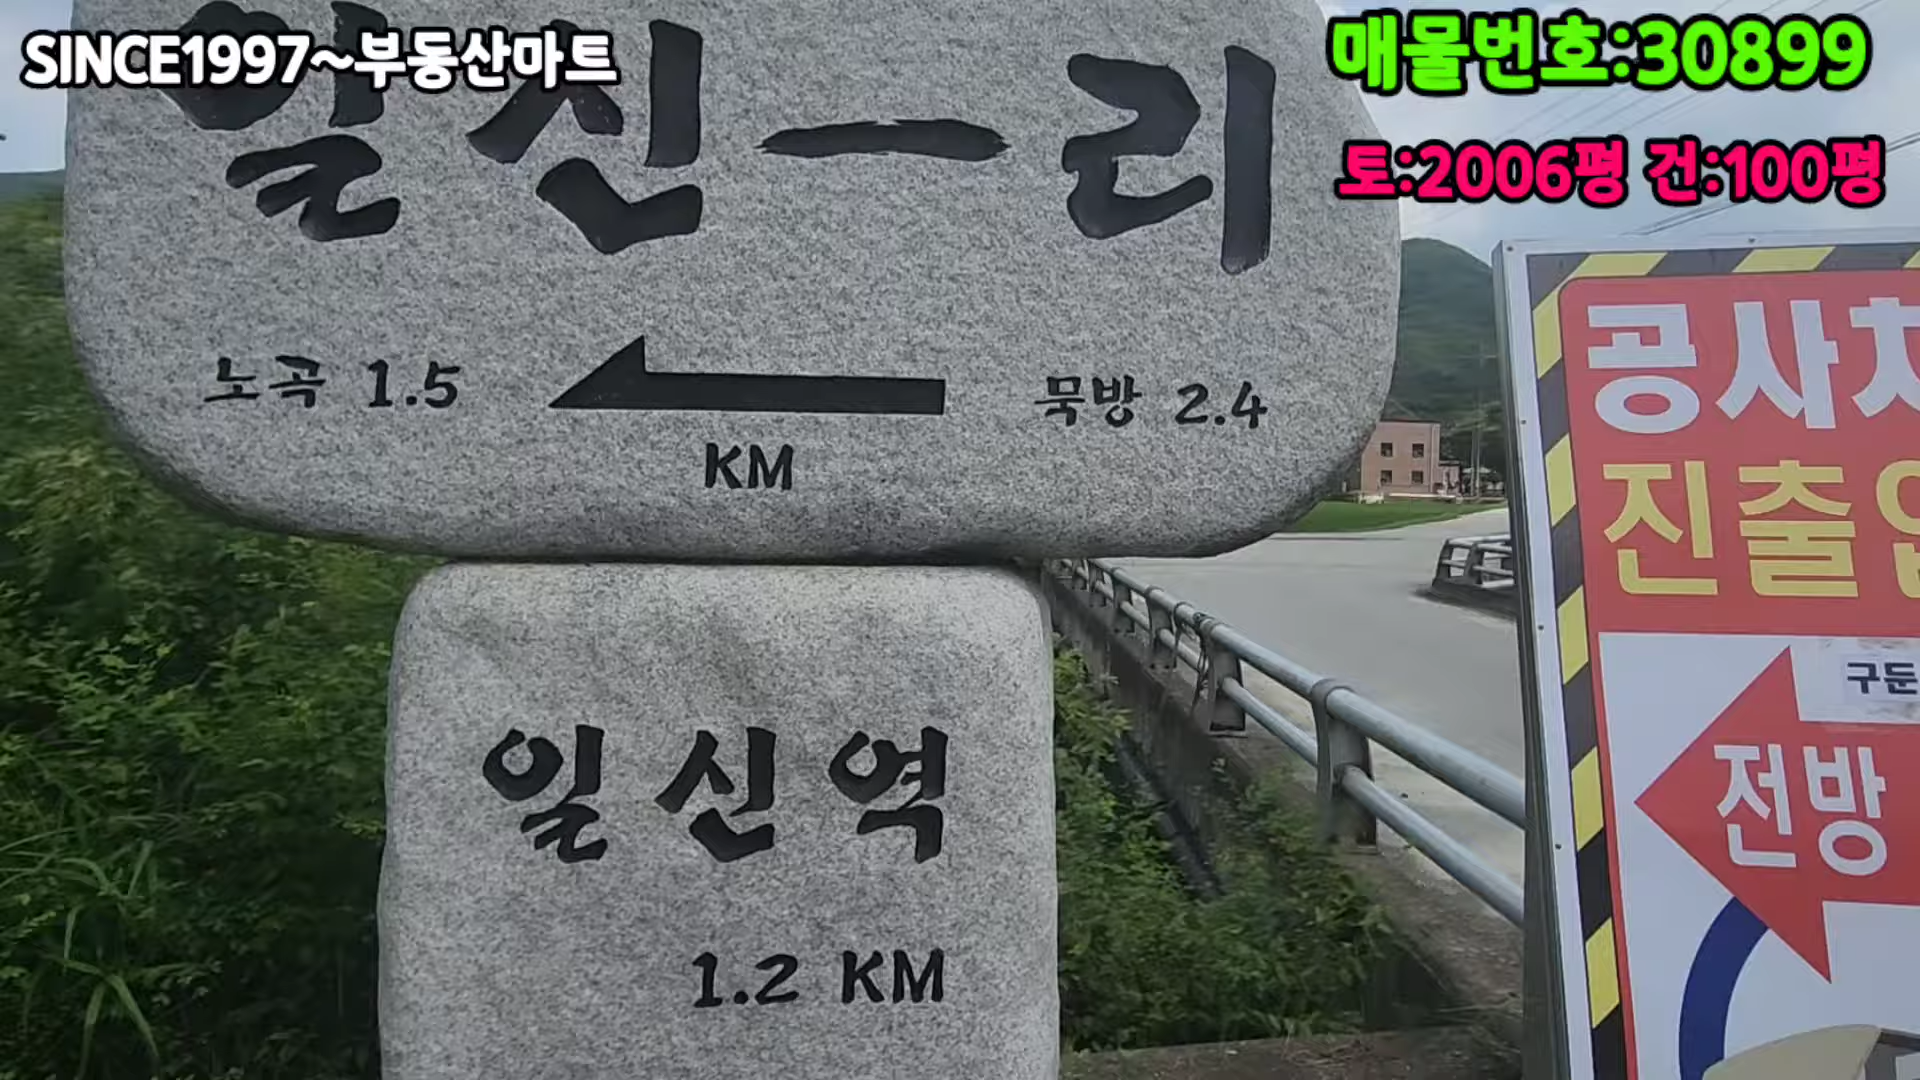 SINCE1997~부동산마트
매물번호:30899
토:2006평 건:100평
일신一리
노곡 1.5
묵방 2.4
KM
일신역
1.2 KM
공사차
진출입
구둔
전방